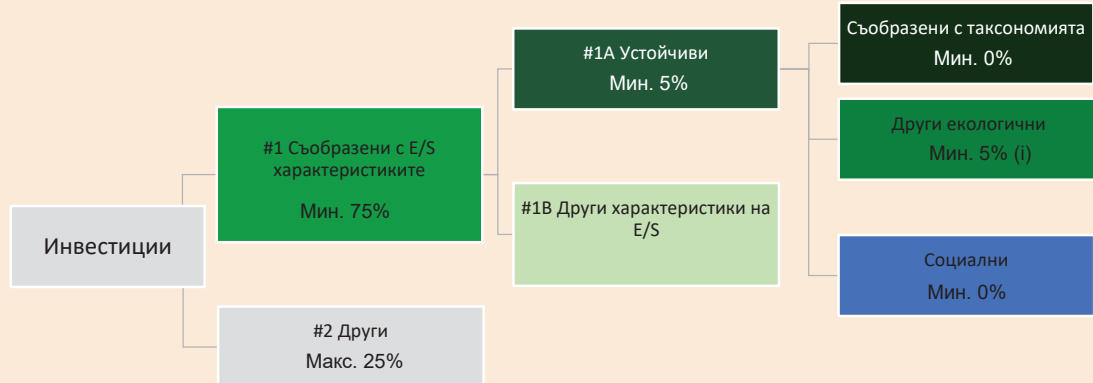 Инвестиции
#1 Съобразени с E/S
характеристиките
Мин. 75%
#2 Други
Макс. 25%
#1A Устойчиви
Мин. 5%
#1B Други характеристики на
E/S
Съобразени с таксономията
Мин. 0%
Други екологични
Мин. 5% (i)
Социални
Мин. 0%